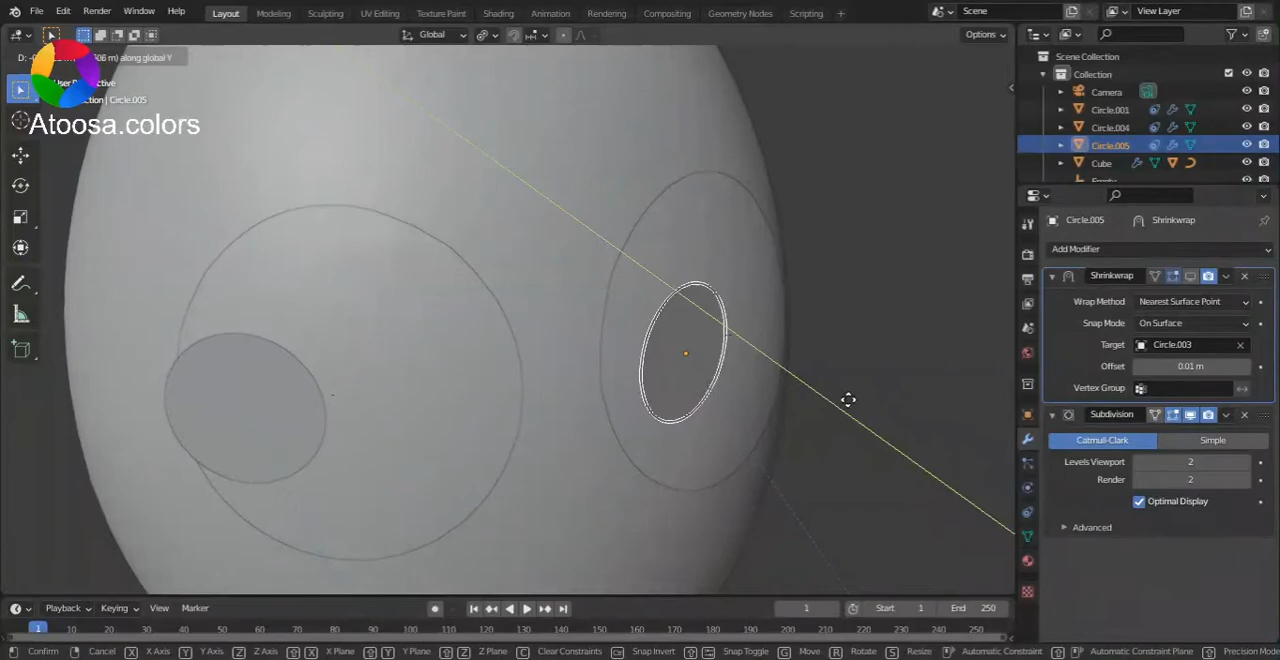 File Edit Render Window Help Layout Modeling Sculpting UV Editing Texture Paint Shading Animation Rendering Compositing Geometry Nodes Scripting + Scene View Layer
Global Options
along global Y
Atoosa.colors
Circle.005
Scene Collection
Collection
Camera
Circle.001
Circle.004
Circle.005
Cube
Empty
Circle.005 Shrinkwrap
Add Modifier
Shrinkwrap
Wrap Method Nearest Surface Point
Snap Mode On Surface
Target Circle.003
Offset 0.01 m
Vertex Group
Subdivision
Catmull-Clark Simple
Levels Viewport 2
Render 2
Optimal Display
Advanced
Playback Keying View Marker 1 Start 1 End 250
1 10 20 30 40 50 60 70 80 90 100 110 120 130 140 150 160 170 180 190 200 210 220 230 240 250
Confirm Cancel X X Axis Y Y Axis Z Z Axis X X Plane Y Y Plane Z Z Plane C Clear Constraints Snap Invert Snap Toggle G Move R Rotate S Resize Automatic Constraint Automatic Constraint Plane Precision Mode